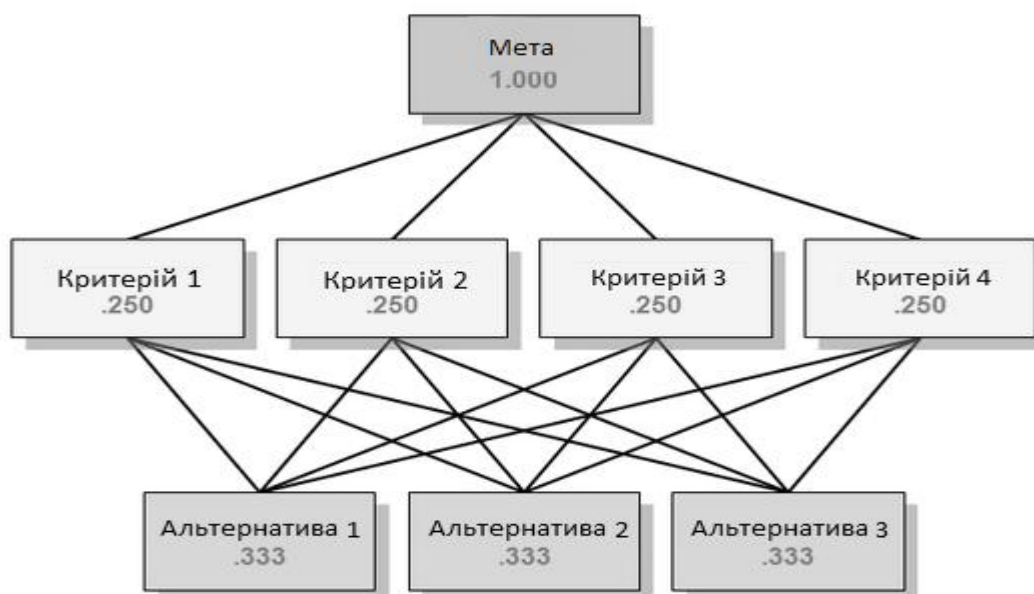 Мета
1.000
Критерій 1
.250
Критерій 2
.250
Критерій 3
.250
Критерій 4
.250
Альтернатива 1
.333
Альтернатива 2
.333
Альтернатива 3
.333